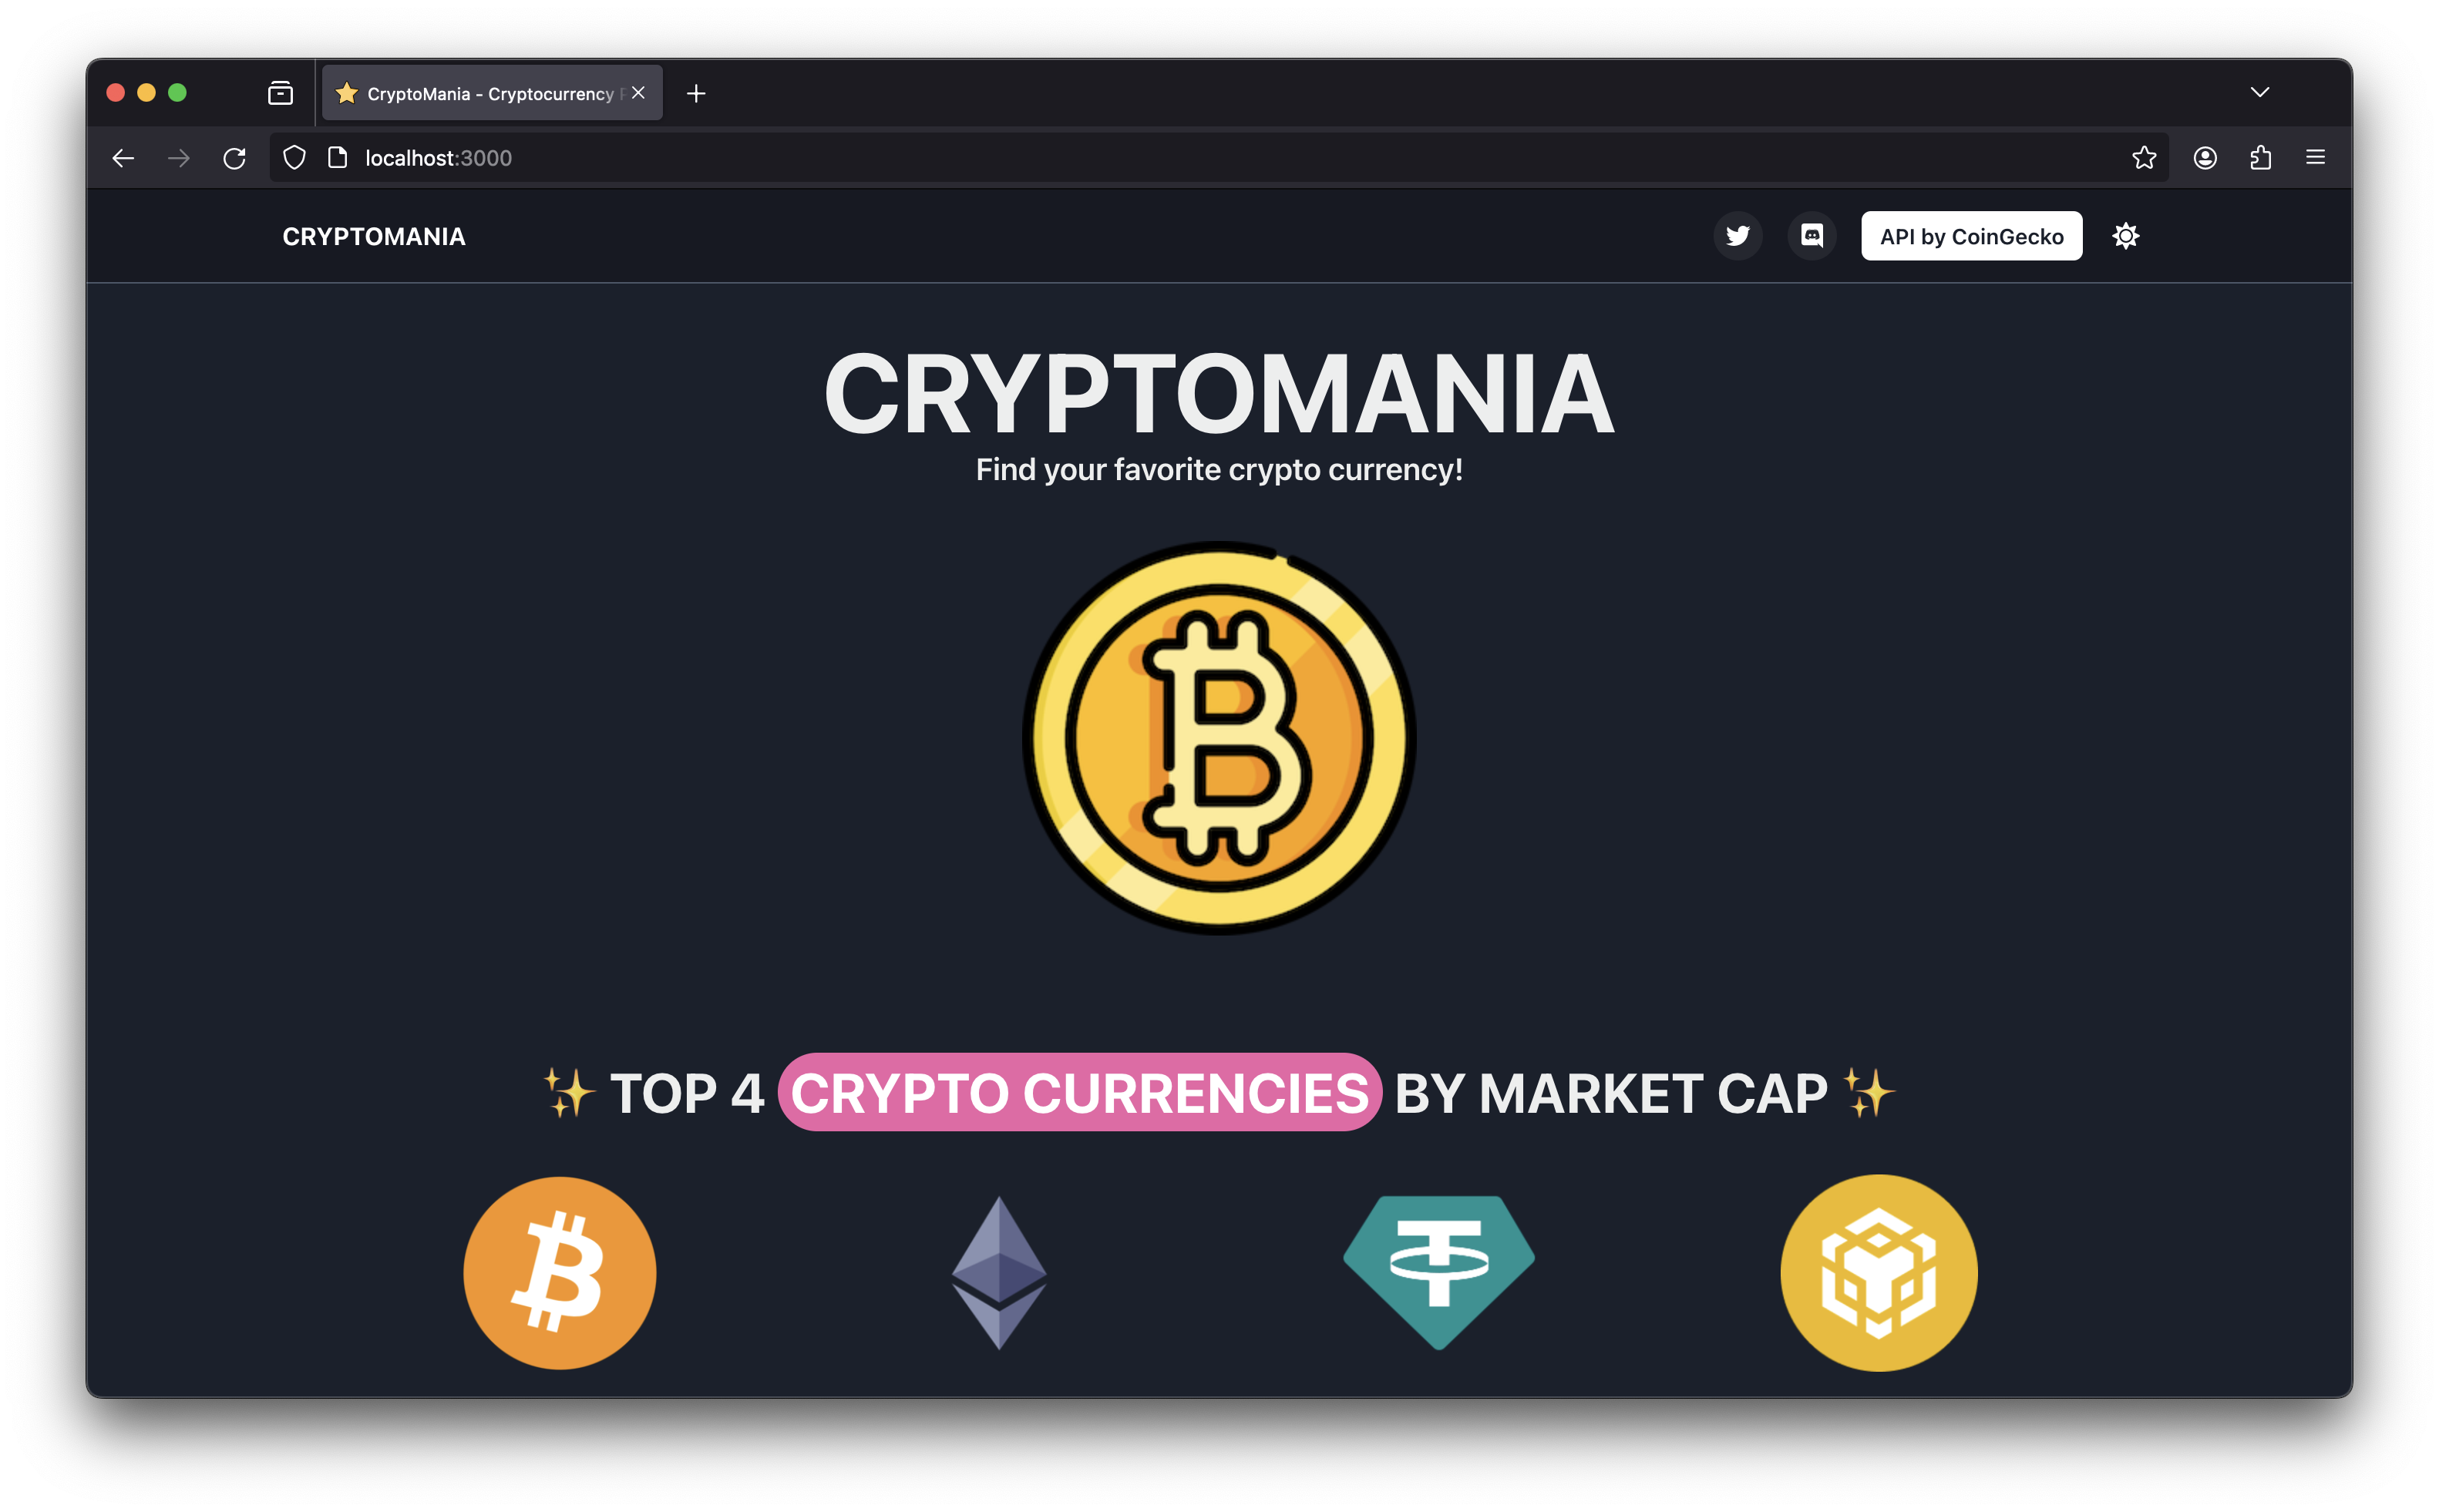 CryptoMania - Cryptocurrency
localhost:3000
CRYPTOMANIA
API by CoinGecko
CRYPTOMANIA
Find your favorite crypto currency!
✨ TOP 4 CRYPTO CURRENCIES BY MARKET CAP ✨